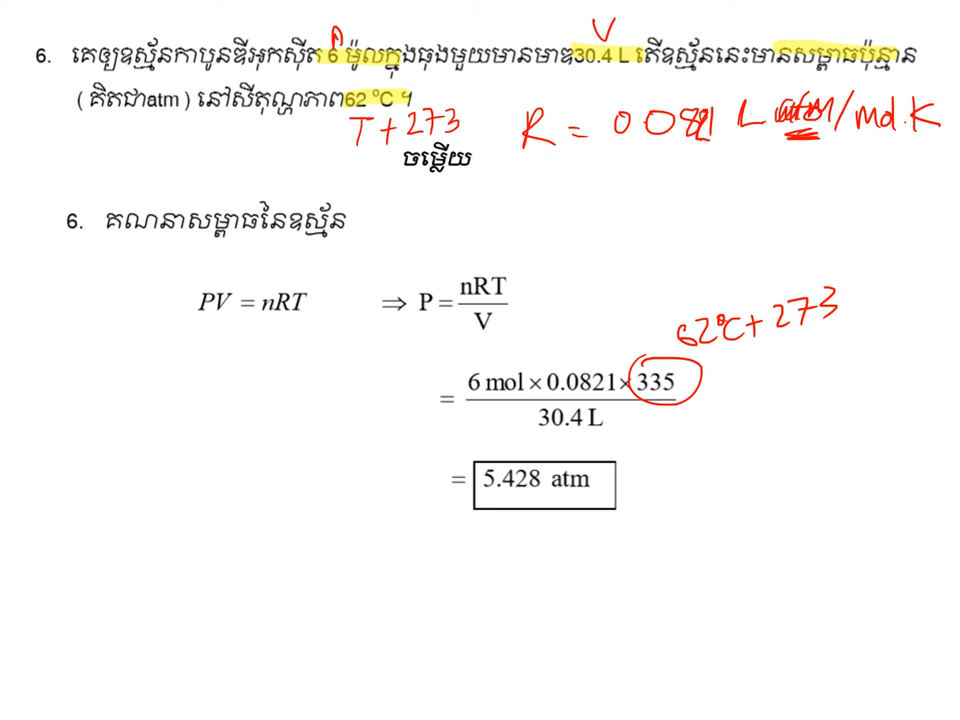 6. គេឲ្យឧស្ម័នកាបូនឌីអុកស៊ីត 6 ម៉ូលក្នុងធុងមួយមានមាឌ30.4 L តើឧស្ម័ននេះមានសម្ពាធប៉ុន្មាន
( គិតជាatm ) នៅសីតុណ្ហភាព62 °C ។
V
T + 273
R = 0.0821 L atm/mol.K
ចម្លើយ
6. គណនាសម្ពាធនៃឧស្ម័ន
PV = nRT ⇒ P = nRT / V
62°C + 273
= 6 mol × 0.0821 × 335 / 30.4 L
= 5.428 atm